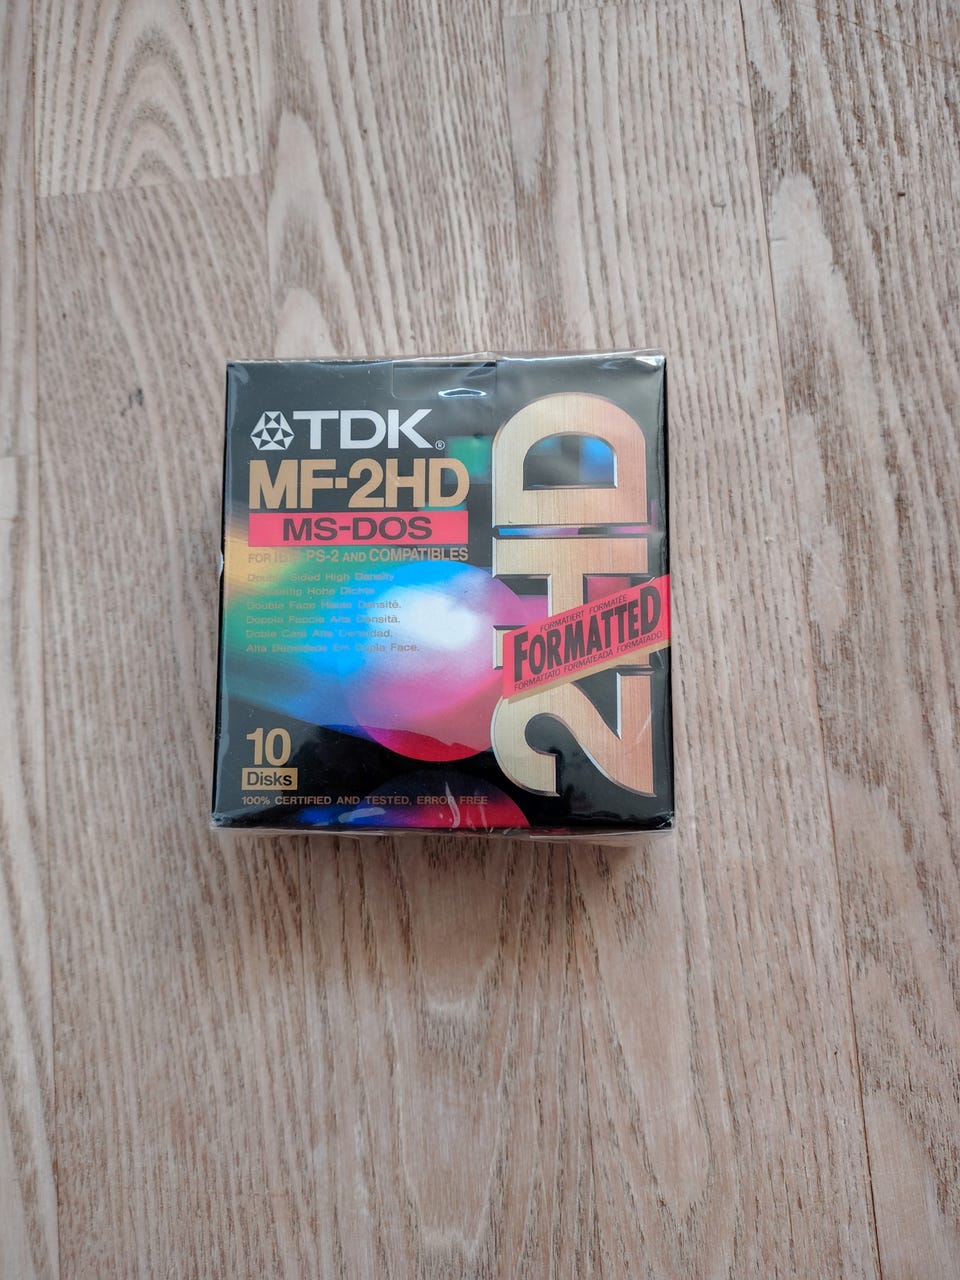 TDK®
MF-2HD
MS-DOS
FOR IBM PS-2 AND COMPATIBLES
Double Sided High Density
Hohe Dichte
Double Face Haute Densité.
Doppia Faccia Alta Densità.
Doble Cara Alta Densidad.
Alta Densidade Em Dupla Face.
10
Disks
100% CERTIFIED AND TESTED, ERROR FREE
2HD
FORMATIERT FORMATÉE
FORMATTED
FORMATTATO FORMATEADA FORMATADO